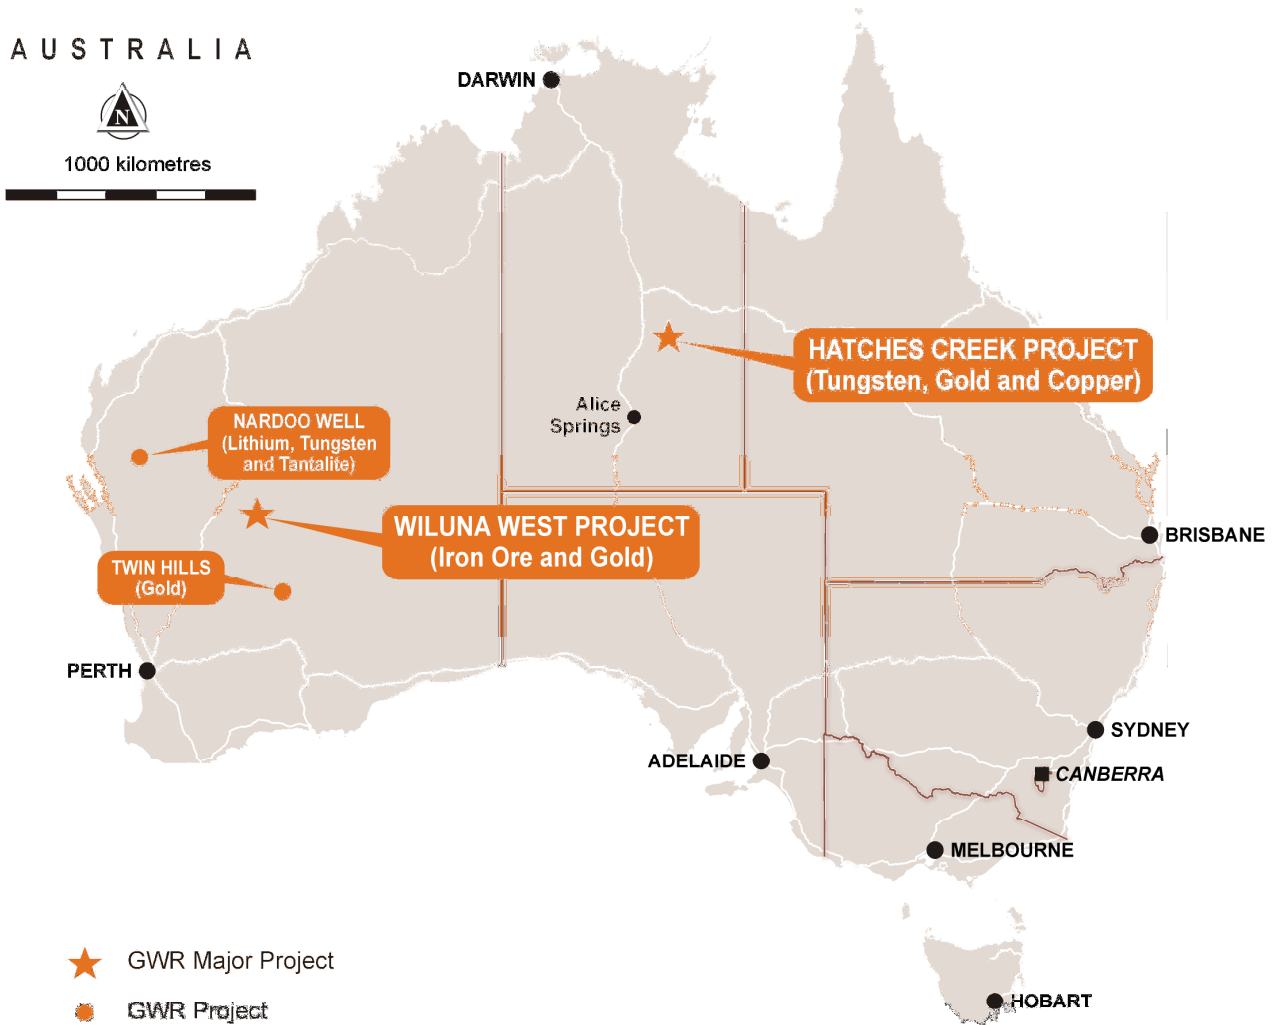 AUSTRALIA
N
1000 kilometres
DARWIN
HATCHES CREEK PROJECT
(Tungsten, Gold and Copper)
Alice
Springs
NARDOO WELL
(Lithium, Tungsten
and Tantalite)
WILUNA WEST PROJECT
(Iron Ore and Gold)
BRISBANE
TWIN HILLS
(Gold)
PERTH
SYDNEY
ADELAIDE
CANBERRA
MELBOURNE
GWR Major Project
GWR Project
HOBART